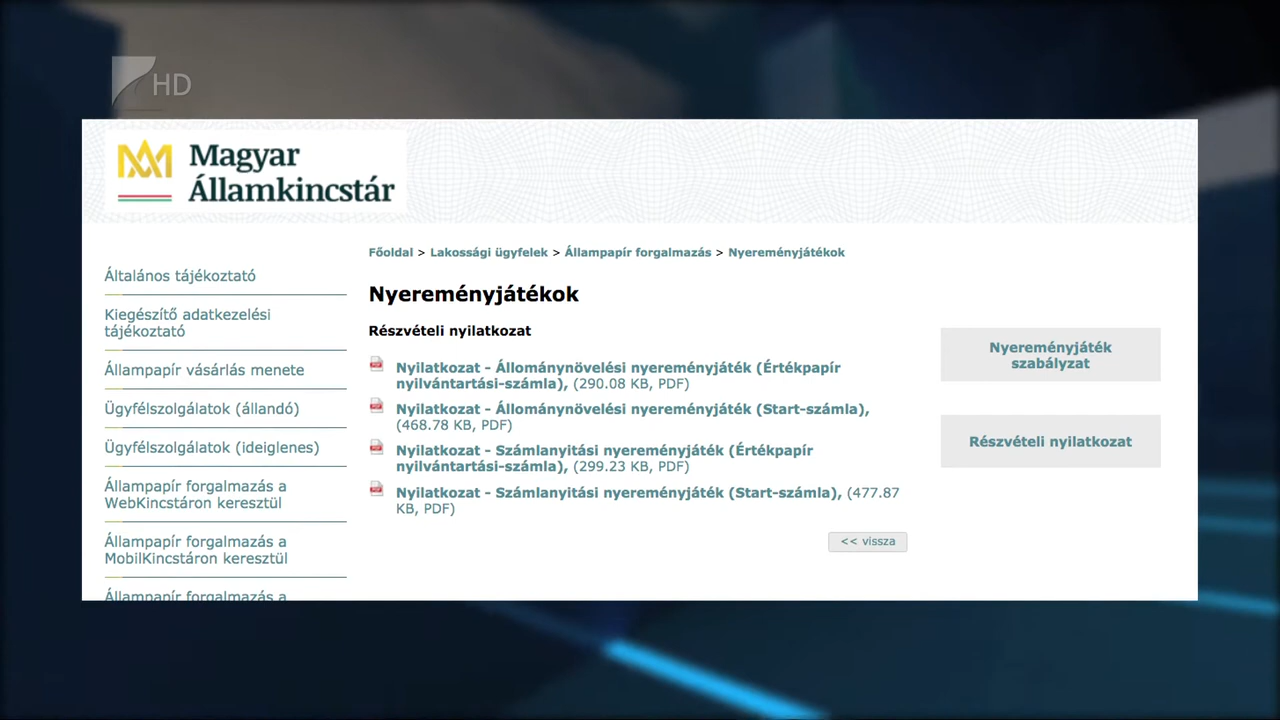 HD
Magyar
Államkincstár
Főoldal > Lakossági ügyfelek > Állampapír forgalmazás > Nyereményjátékok
Általános tájékoztató
Kiegészítő adatkezelési
tájékoztató
Állampapír vásárlás menete
Ügyfélszolgálatok (állandó)
Ügyfélszolgálatok (ideiglenes)
Állampapír forgalmazás a
WebKincstáron keresztül
Állampapír forgalmazás a
MobilKincstáron keresztül
Állampapír forgalmazás a
Nyereményjátékok
Részvételi nyilatkozat
Nyilatkozat - Állománynövelési nyereményjáték (Értékpapír
nyilvántartási-számla), (290.08 KB, PDF)
Nyilatkozat - Állománynövelési nyereményjáték (Start-számla),
(468.78 KB, PDF)
Nyilatkozat - Számlanyitási nyereményjáték (Értékpapír
nyilvántartási-számla), (299.23 KB, PDF)
Nyilatkozat - Számlanyitási nyereményjáték (Start-számla), (477.87
KB, PDF)
<< vissza
Nyereményjáték
szabályzat
Részvételi nyilatkozat